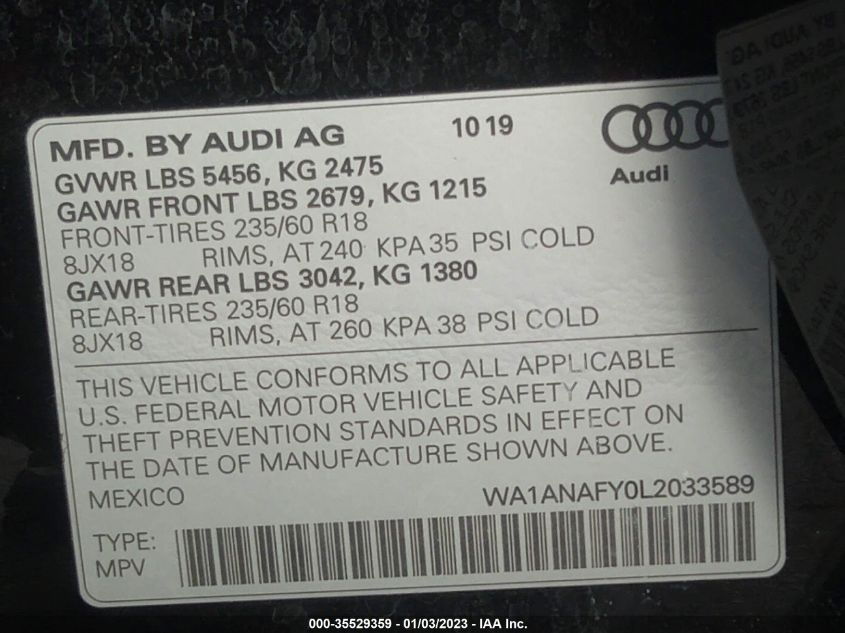 MFD. BY AUDI AG 10 19
GVWR LBS 5456, KG 2475
GAWR FRONT LBS 2679, KG 1215
FRONT-TIRES 235/60 R18
8JX18 RIMS, AT 240 KPA 35 PSI COLD
GAWR REAR LBS 3042, KG 1380
REAR-TIRES 235/60 R18
8JX18 RIMS, AT 260 KPA 38 PSI COLD
Audi
THIS VEHICLE CONFORMS TO ALL APPLICABLE
U.S. FEDERAL MOTOR VEHICLE SAFETY AND
THEFT PREVENTION STANDARDS IN EFFECT ON
THE DATE OF MANUFACTURE SHOWN ABOVE.
MEXICO WA1ANAFY0L2033589
TYPE:
MPV
000-35529359 - 01/03/2023 - IAA Inc.